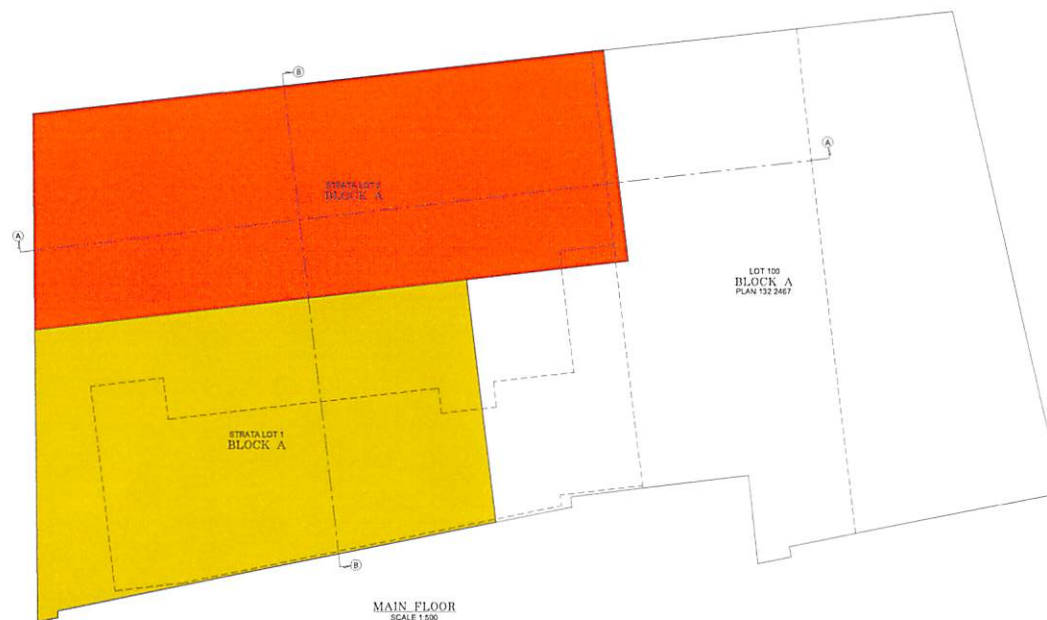 B
A
STRATA LOT 2
BLOCK A
A
LOT 100
BLOCK A
PLAN 132 2467
STRATA LOT 1
BLOCK A
B
MAIN FLOOR
SCALE 1:500